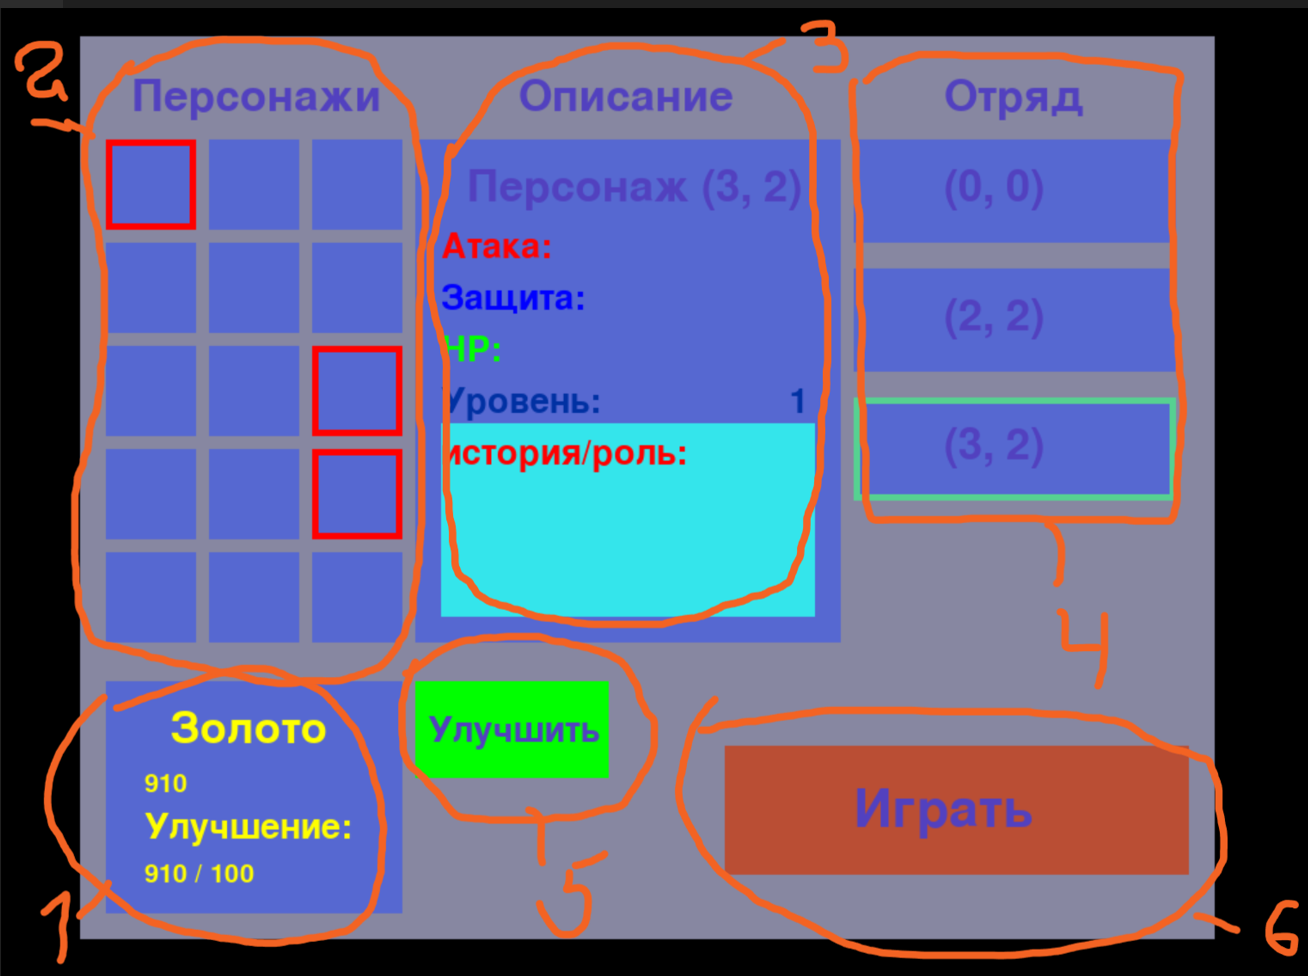 2
Персонажи
3
Описание
Персонаж (3, 2)
Атака:
Защита:
HP:
Уровень: 1
история/роль:
Отряд
(0, 0)
(2, 2)
(3, 2)
4
1
Золото
910
Улучшение:
910 / 100
Улучшить
5
Играть
6